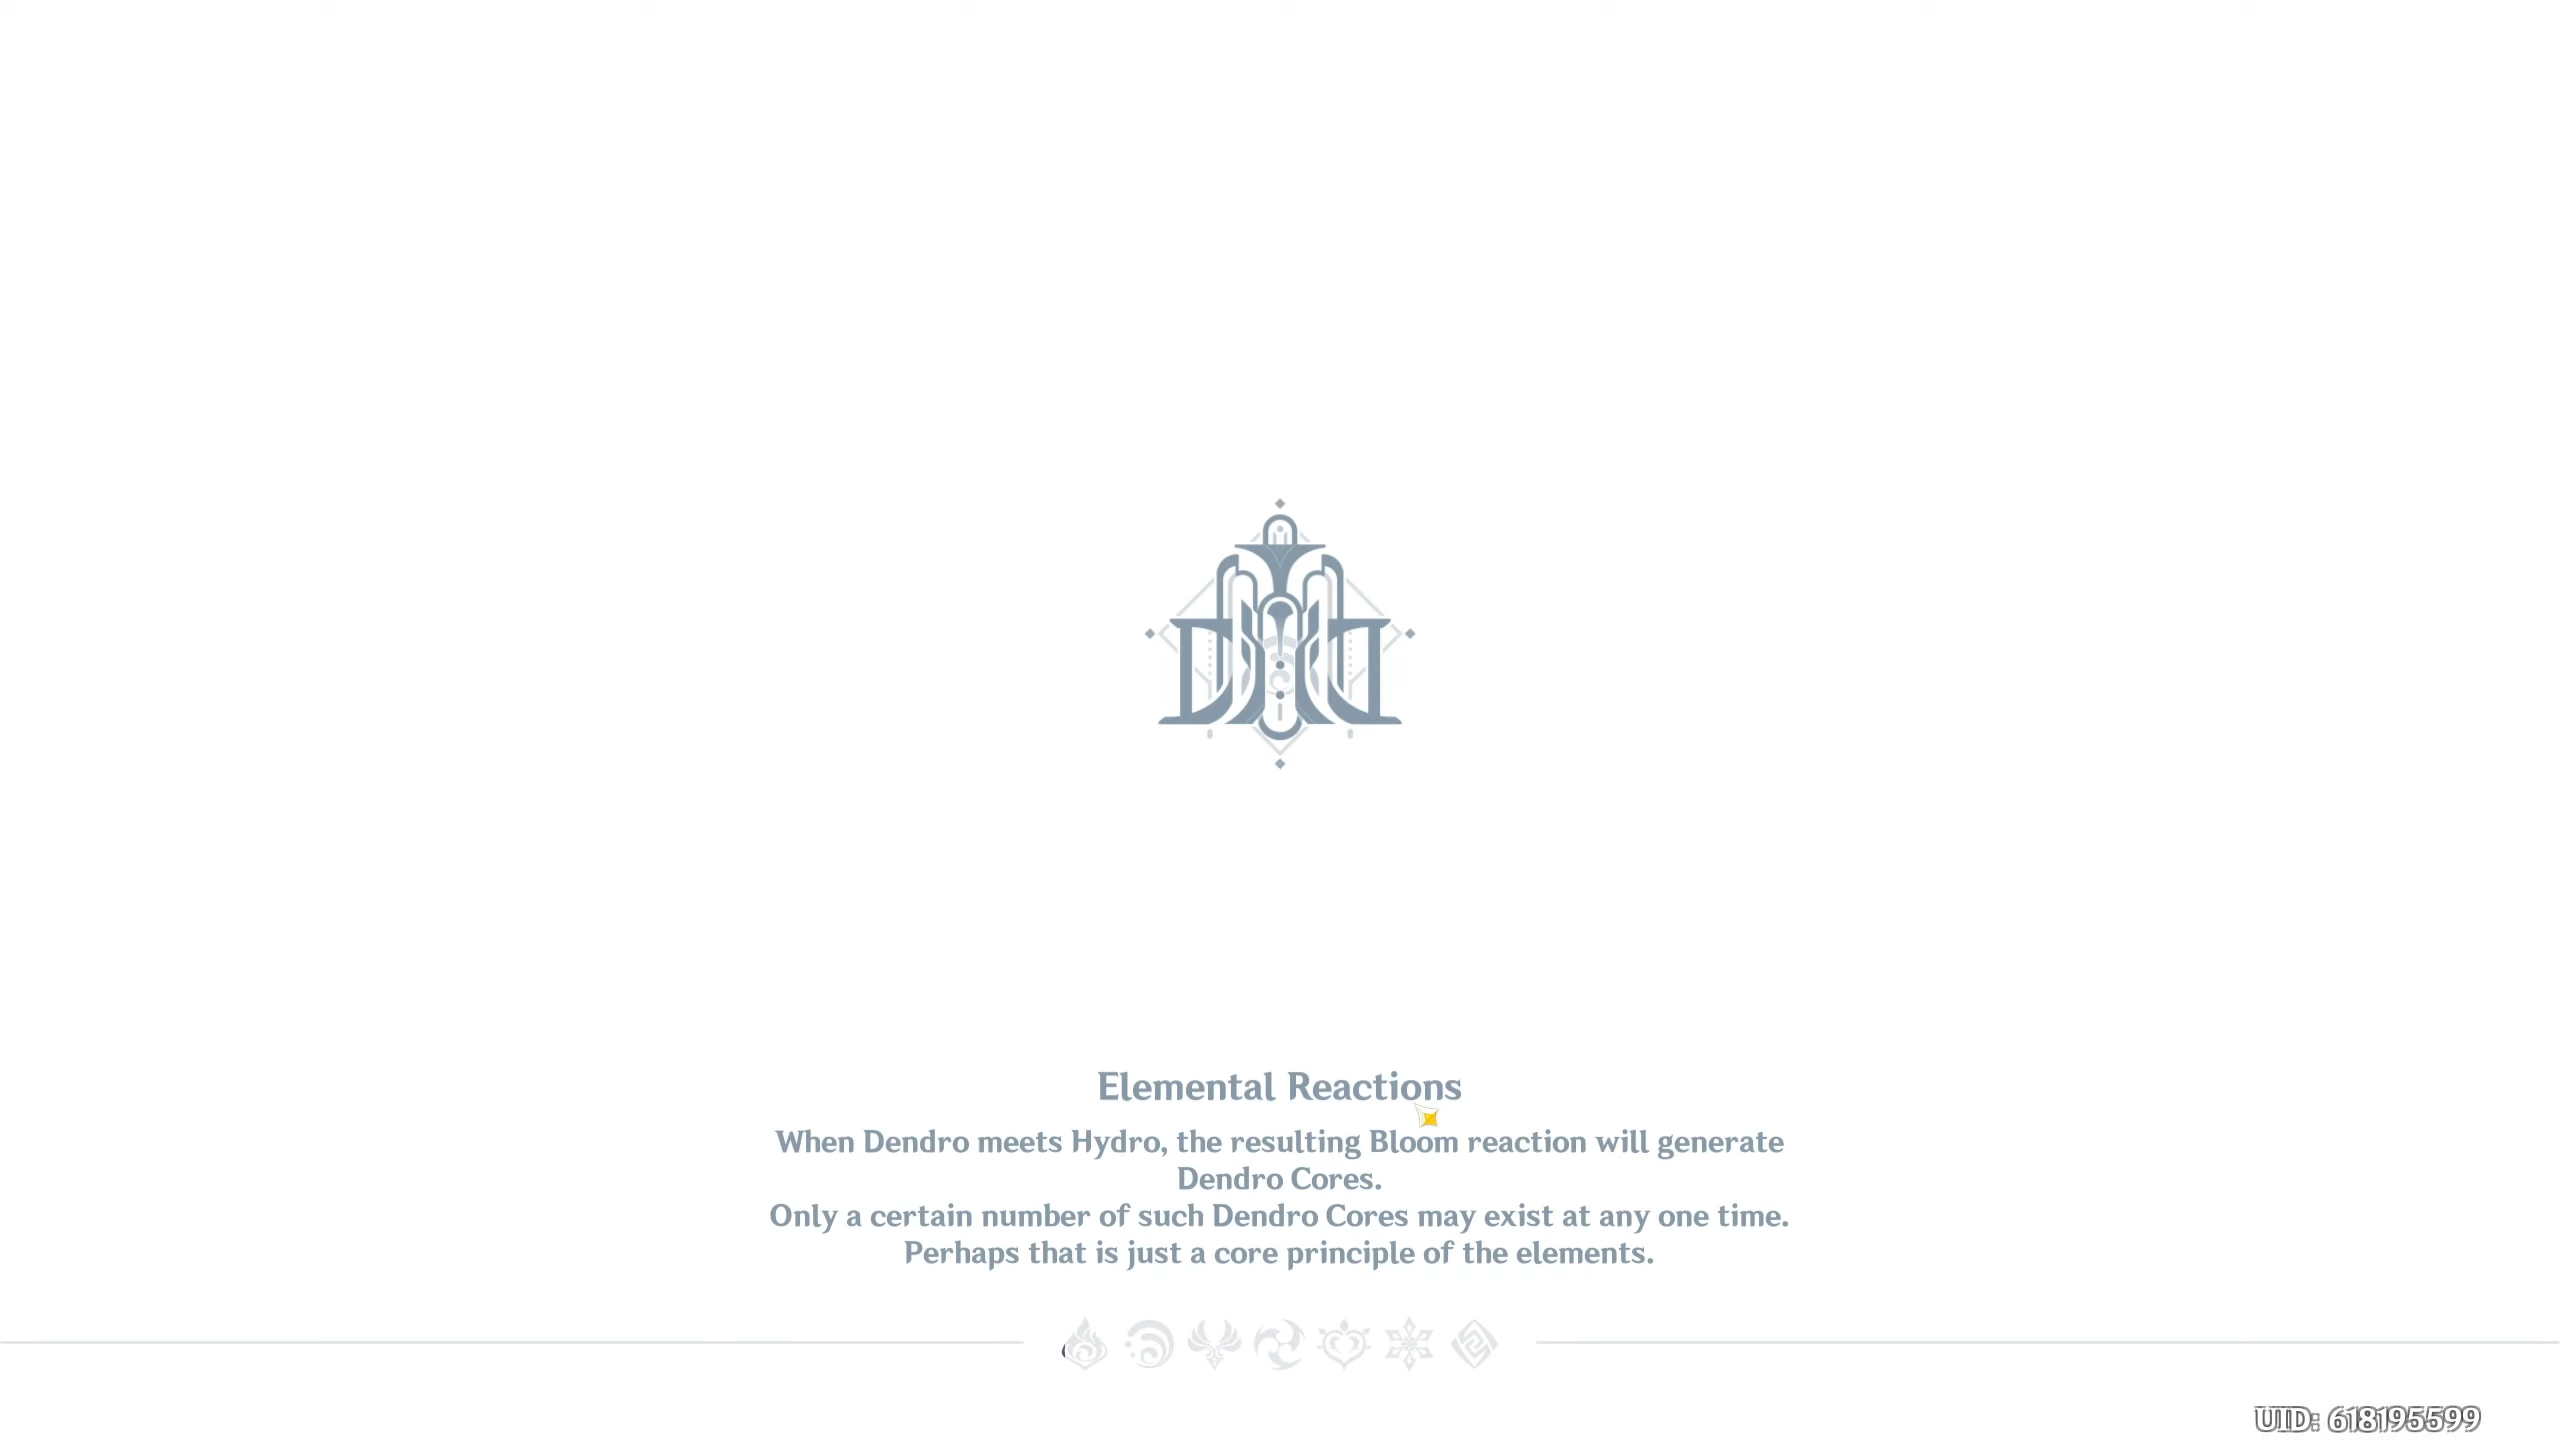 Elemental Reactions
When Dendro meets Hydro, the resulting Bloom reaction will generate
Dendro Cores.
Only a certain number of such Dendro Cores may exist at any one time.
Perhaps that is just a core principle of the elements.
UID: 618195599